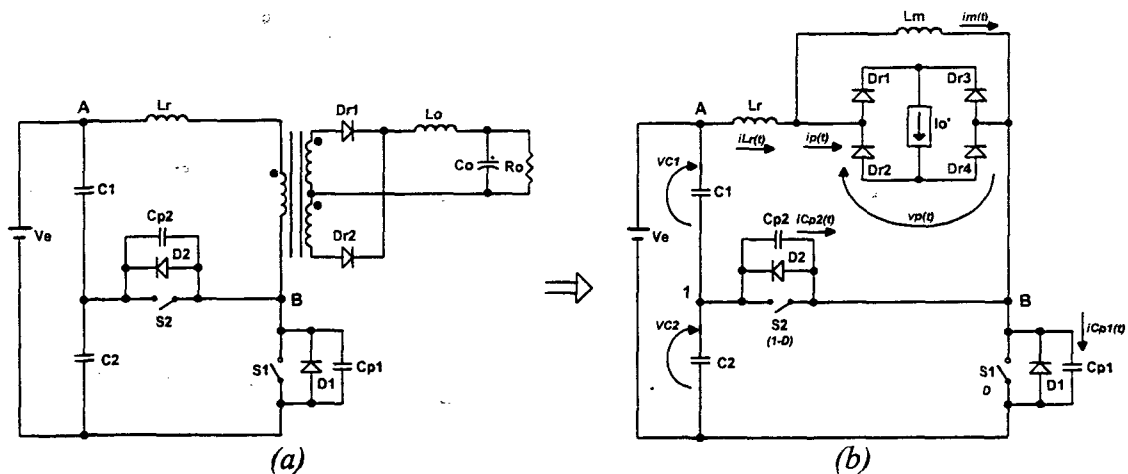 A
Lr
Dr1
Lo
Co
Ro
C1
Ve
Cp2
D2
Dr2
B
S2
C2
S1
D1
Cp1
(a)
Lm
im(t)
Dr1
Dr3
A
Lr
Io'
iLr(t)
ip(t)
VC1
Dr2
Dr4
C1
vp(t)
Cp2
iCp2(t)
Ve
D2
1
B
S2
(1-D)
VC2
iCp1(t)
C2
S1
D
D1
Cp1
(b)